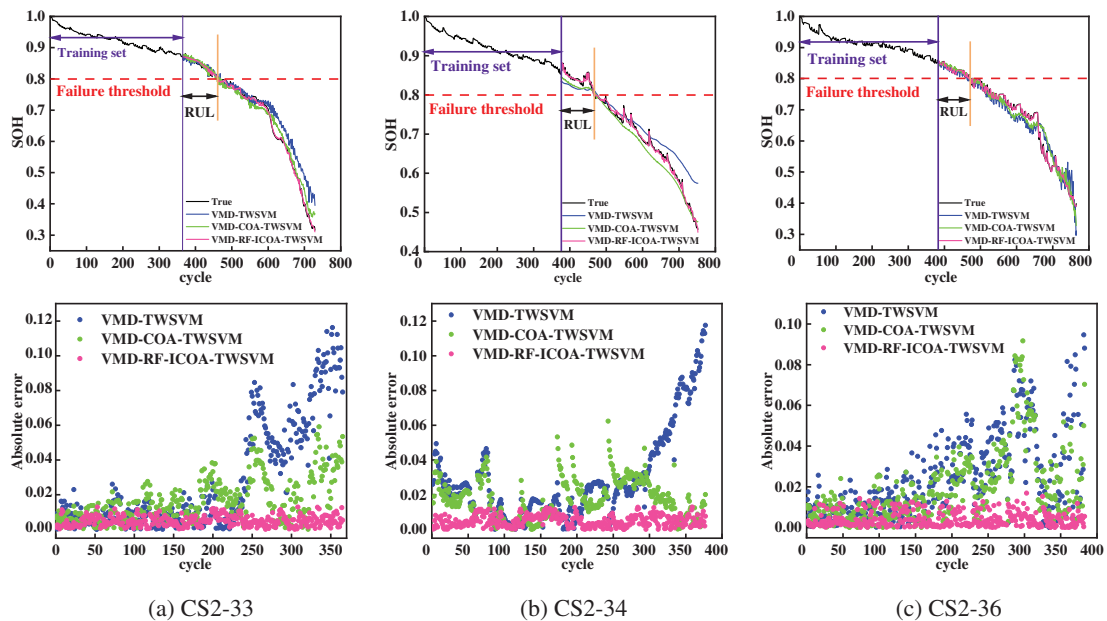 1.0
0.9
0.8
0.7
0.6
0.5
0.4
0.3
SOH
Training set
Failure threshold
RUL
True
VMD-TWSVM
VMD-COA-TWSVM
VMD-RF-ICOA-TWSVM
0 100 200 300 400 500 600 700 800
cycle
1.0
0.9
0.8
0.7
0.6
0.5
0.4
SOH
Training set
Failure threshold
RUL
True
VMD-TWSVM
VMD-COA-TWSVM
VMD-RF-ICOA-TWSVM
0 100 200 300 400 500 600 700 800
cycle
1.0
0.9
0.8
0.7
0.6
0.5
0.4
0.3
SOH
Training set
Failure threshold
RUL
True
VMD-TWSVM
VMD-COA-TWSVM
VMD-RF-ICOA-TWSVM
0 100 200 300 400 500 600 700 800
cycle
0.12
0.10
0.08
0.06
0.04
0.02
0.00
Absolute error
VMD-TWSVM
VMD-COA-TWSVM
VMD-RF-ICOA-TWSVM
0 50 100 150 200 250 300 350
cycle
0.12
0.10
0.08
0.06
0.04
0.02
0.00
Absolute error
VMD-TWSVM
VMD-COA-TWSVM
VMD-RF-ICOA-TWSVM
0 50 100 150 200 250 300 350 400
cycle
0.10
0.08
0.06
0.04
0.02
0.00
Absolute error
VMD-TWSVM
VMD-COA-TWSVM
VMD-RF-ICOA-TWSVM
0 50 100 150 200 250 300 350 400
cycle
(a) CS2-33
(b) CS2-34
(c) CS2-36